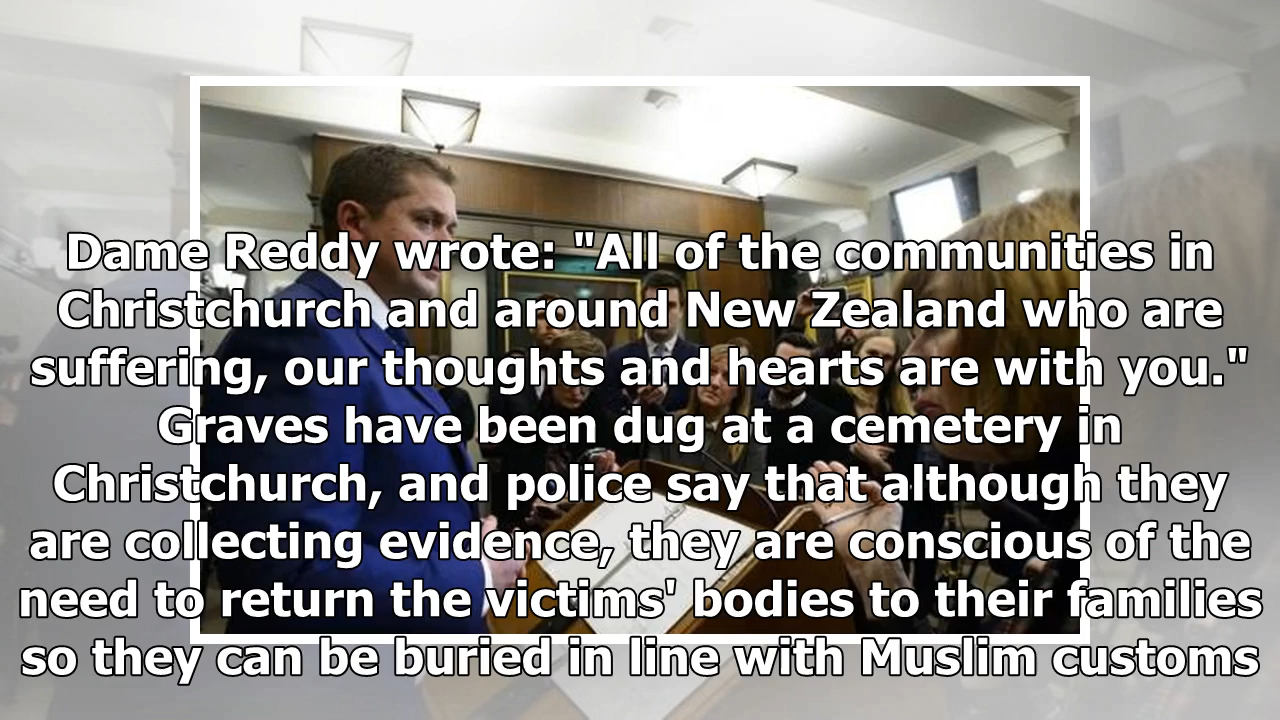 Dame Reddy wrote: "All of the communities in
Christchurch and around New Zealand who are
suffering, our thoughts and hearts are with you."
Graves have been dug at a cemetery in
Christchurch, and police say that although they
are collecting evidence, they are conscious of the
need to return the victims' bodies to their families
so they can be buried in line with Muslim customs